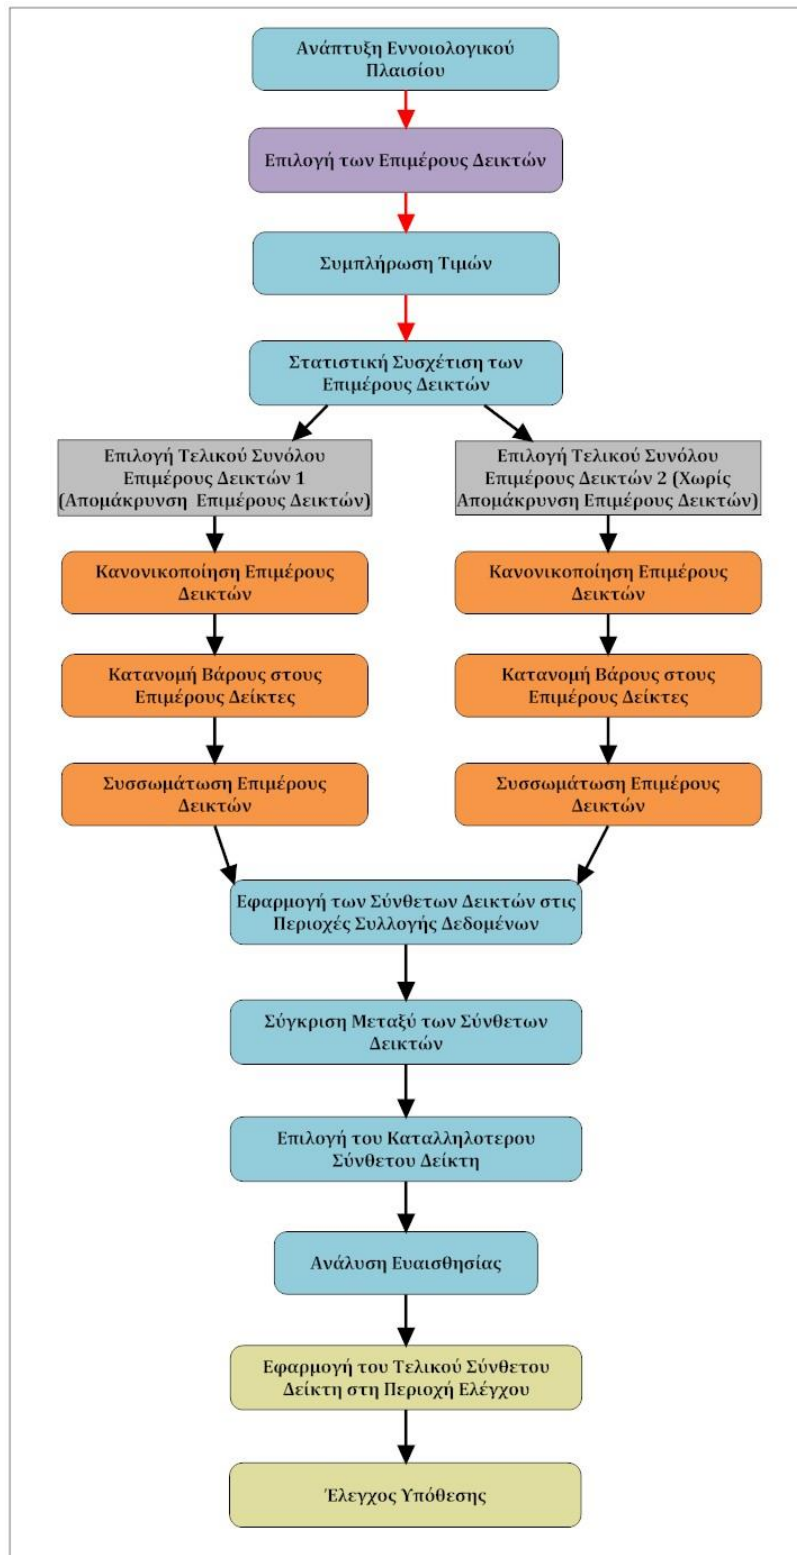 Ανάπτυξη Εννοιολογικού
Πλαισίου
Επιλογή των Επιμέρους Δεικτών
Συμπλήρωση Τιμών
Στατιστική Συσχέτιση των
Επιμέρους Δεικτών
Επιλογή Τελικού Συνόλου
Επιμέρους Δεικτών 1
(Απομάκρυνση Επιμέρους Δεικτών)
Επιλογή Τελικού Συνόλου
Επιμέρους Δεικτών 2 (Χωρίς
Απομάκρυνση Επιμέρους Δεικτών)
Κανονικοποίηση Επιμέρους
Δεικτών
Κανονικοποίηση Επιμέρους
Δεικτών
Κατανομή Βάρους στους
Επιμέρους Δείκτες
Κατανομή Βάρους στους
Επιμέρους Δείκτες
Συσσωμάτωση Επιμέρους
Δεικτών
Συσσωμάτωση Επιμέρους
Δεικτών
Εφαρμογή των Σύνθετων Δεικτών στις
Περιοχές Συλλογής Δεδομένων
Σύγκριση Μεταξύ των Σύνθετων
Δεικτών
Επιλογή του Καταλληλοτερου
Σύνθετου Δείκτη
Ανάλυση Ευαισθησίας
Εφαρμογή του Τελικού Σύνθετου
Δείκτη στη Περιοχή Ελέγχου
Έλεγχος Υπόθεσης